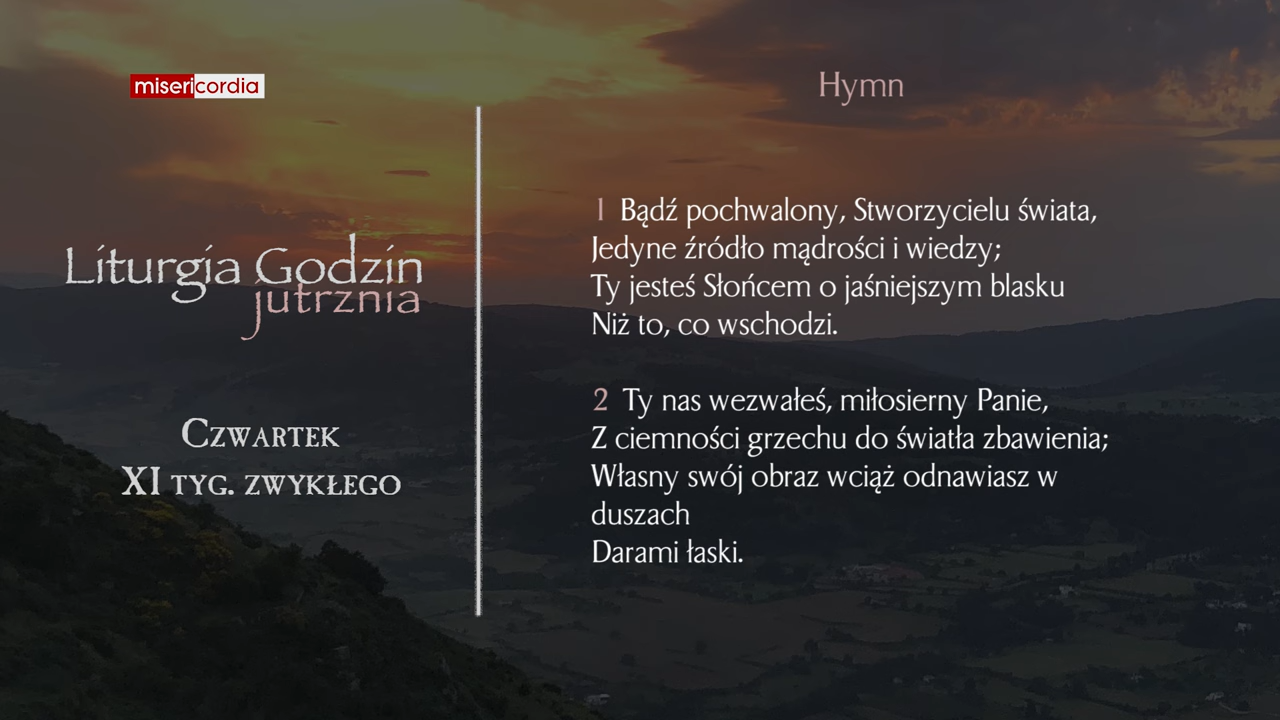 misericordia
Liturgia Godzin
jutrznia
Czwartek
XI tyg. zwykłego
Hymn
1 Bądź pochwalony, Stworzycielu świata,
Jedyne źródło mądrości i wiedzy;
Ty jesteś Słońcem o jaśniejszym blasku
Niż to, co wschodzi.
2 Ty nas wezwałeś, miłosierny Panie,
Z ciemności grzechu do światła zbawienia;
Własny swój obraz wciąż odnawiasz w
duszach
Darami łaski.